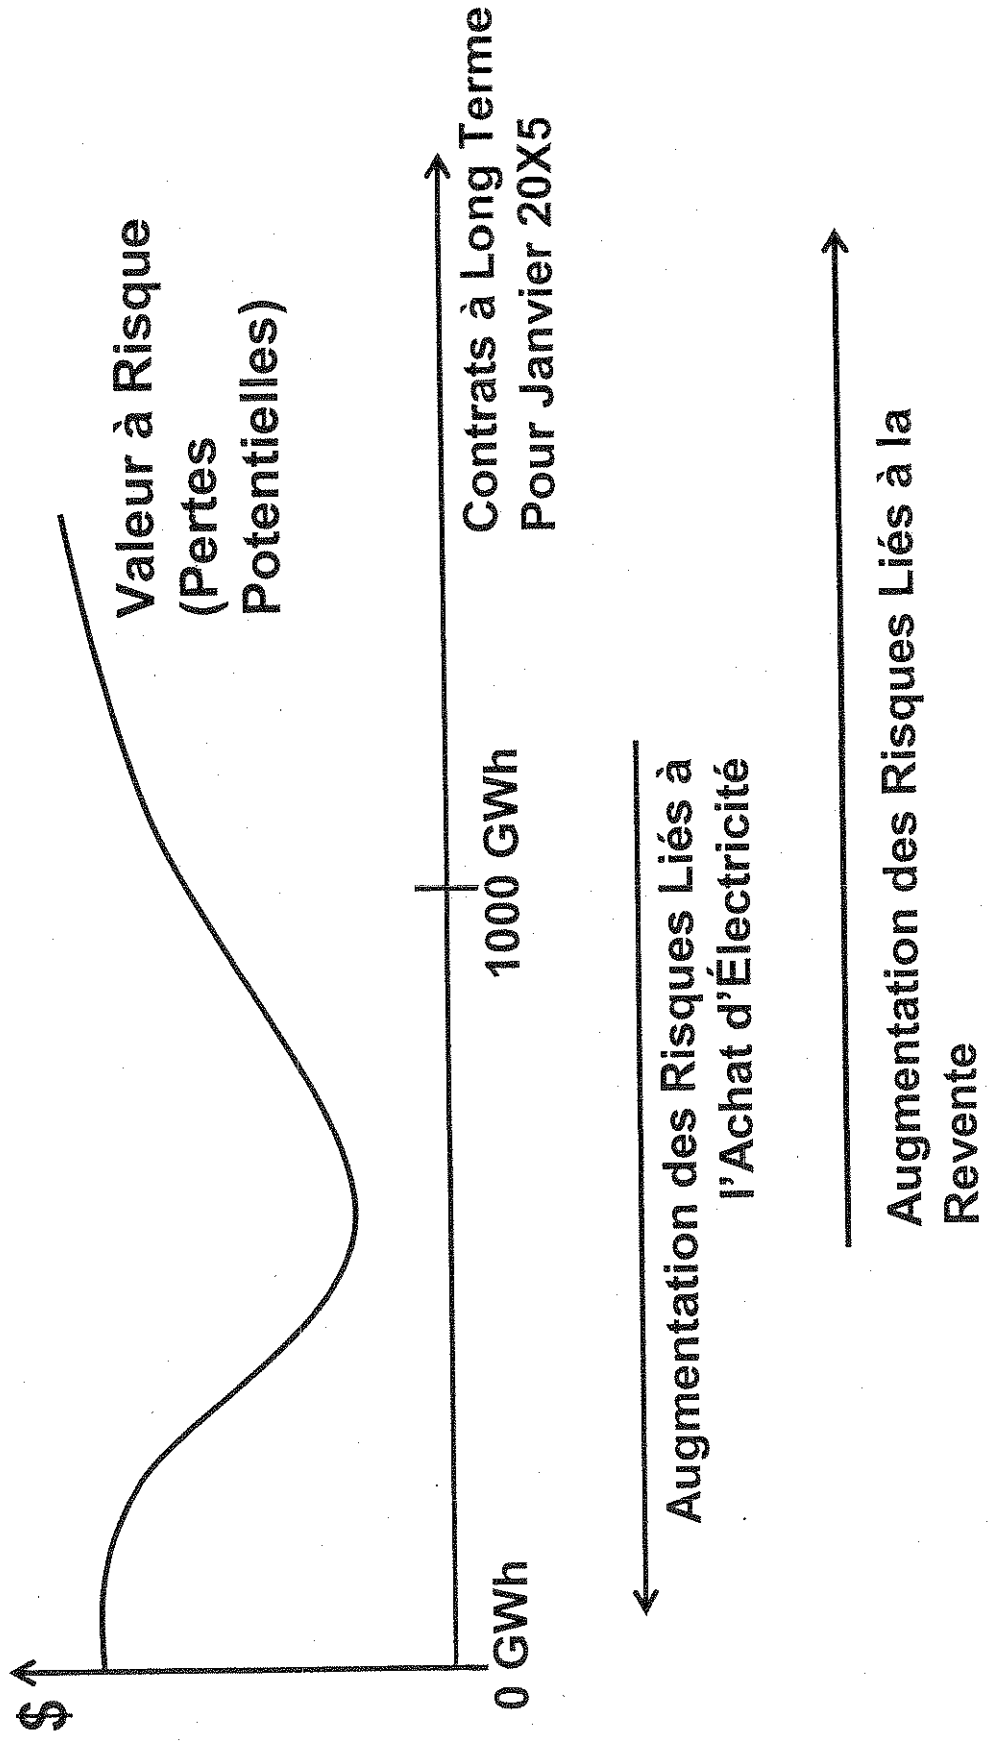 $
Valeur à Risque
(Pertes
Potentielles)
0 GWh
1000 GWh
Contrats à Long Terme
Pour Janvier 20X5
Augmentation des Risques Liés à
l'Achat d'Électricité
Augmentation des Risques Liés à la
Revente